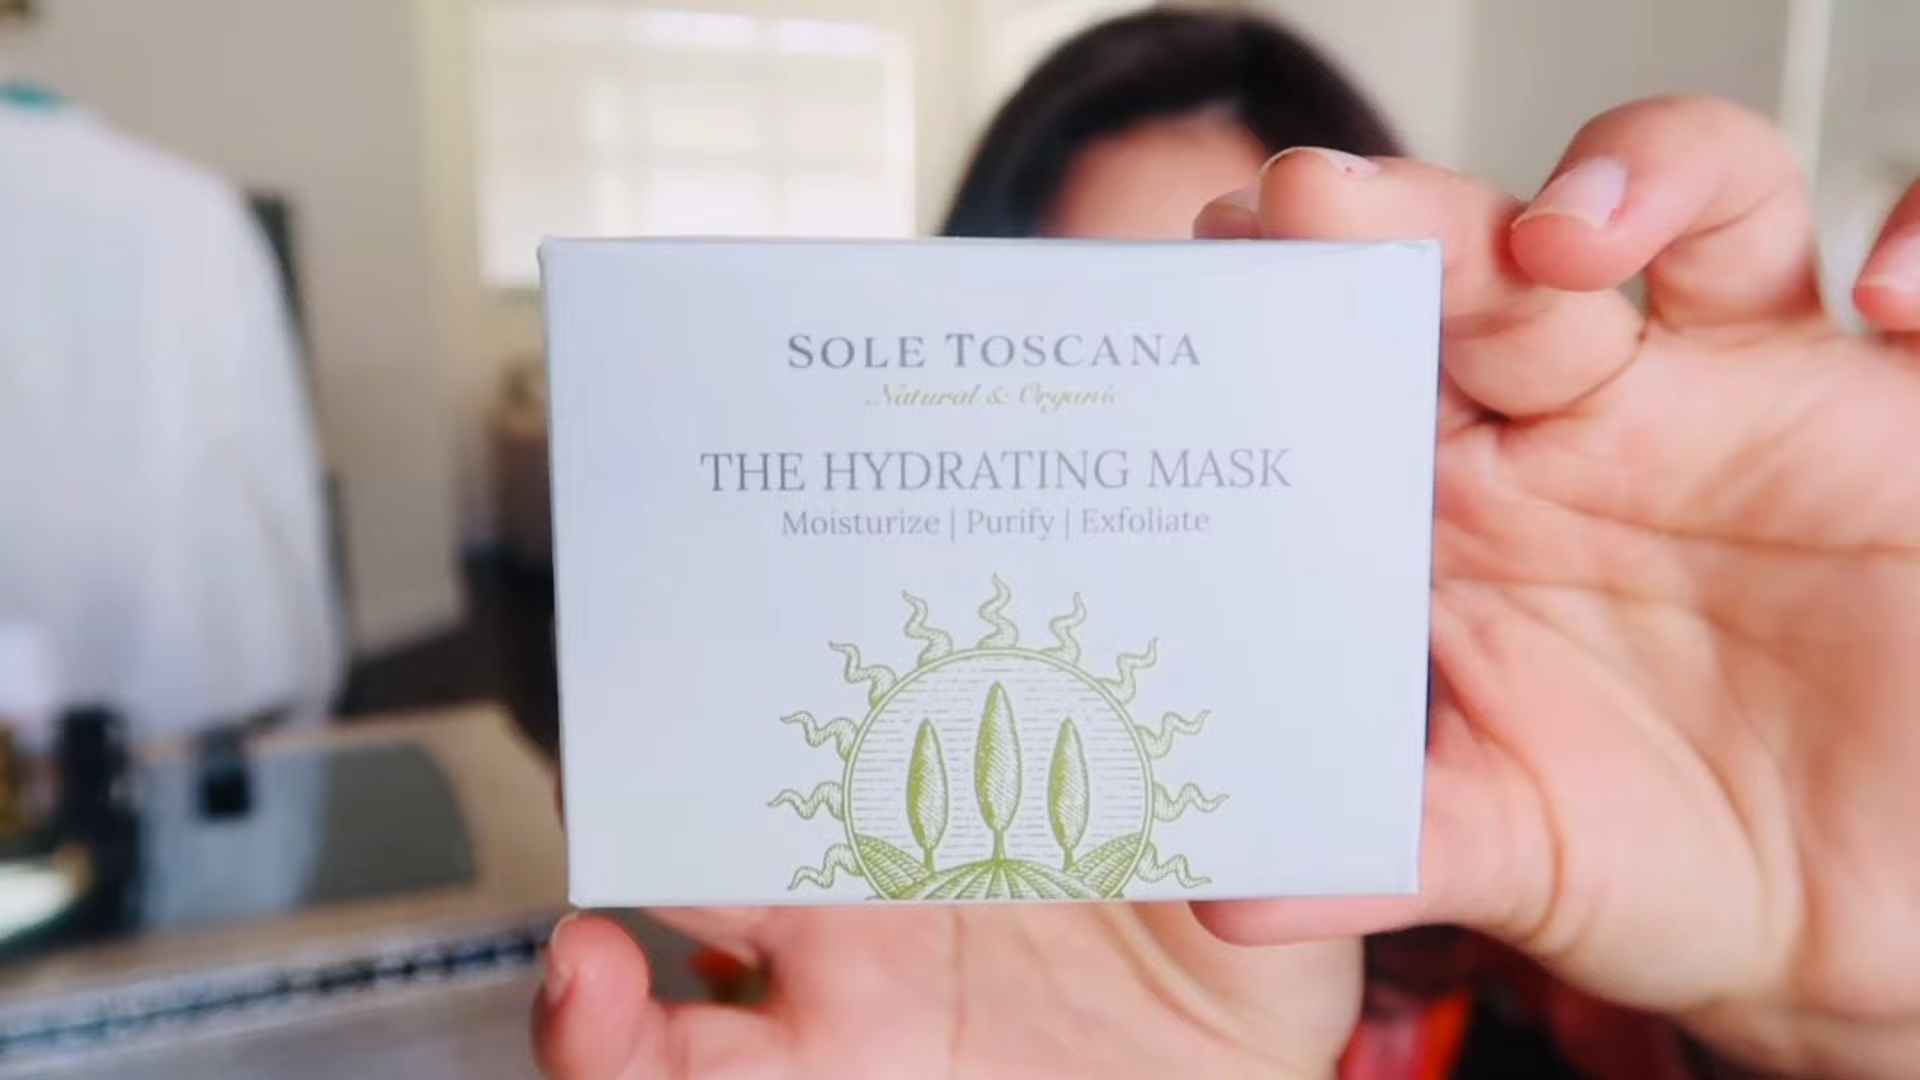 SOLE TOSCANA
Natural & Organic
THE HYDRATING MASK
Moisturize | Purify | Exfoliate